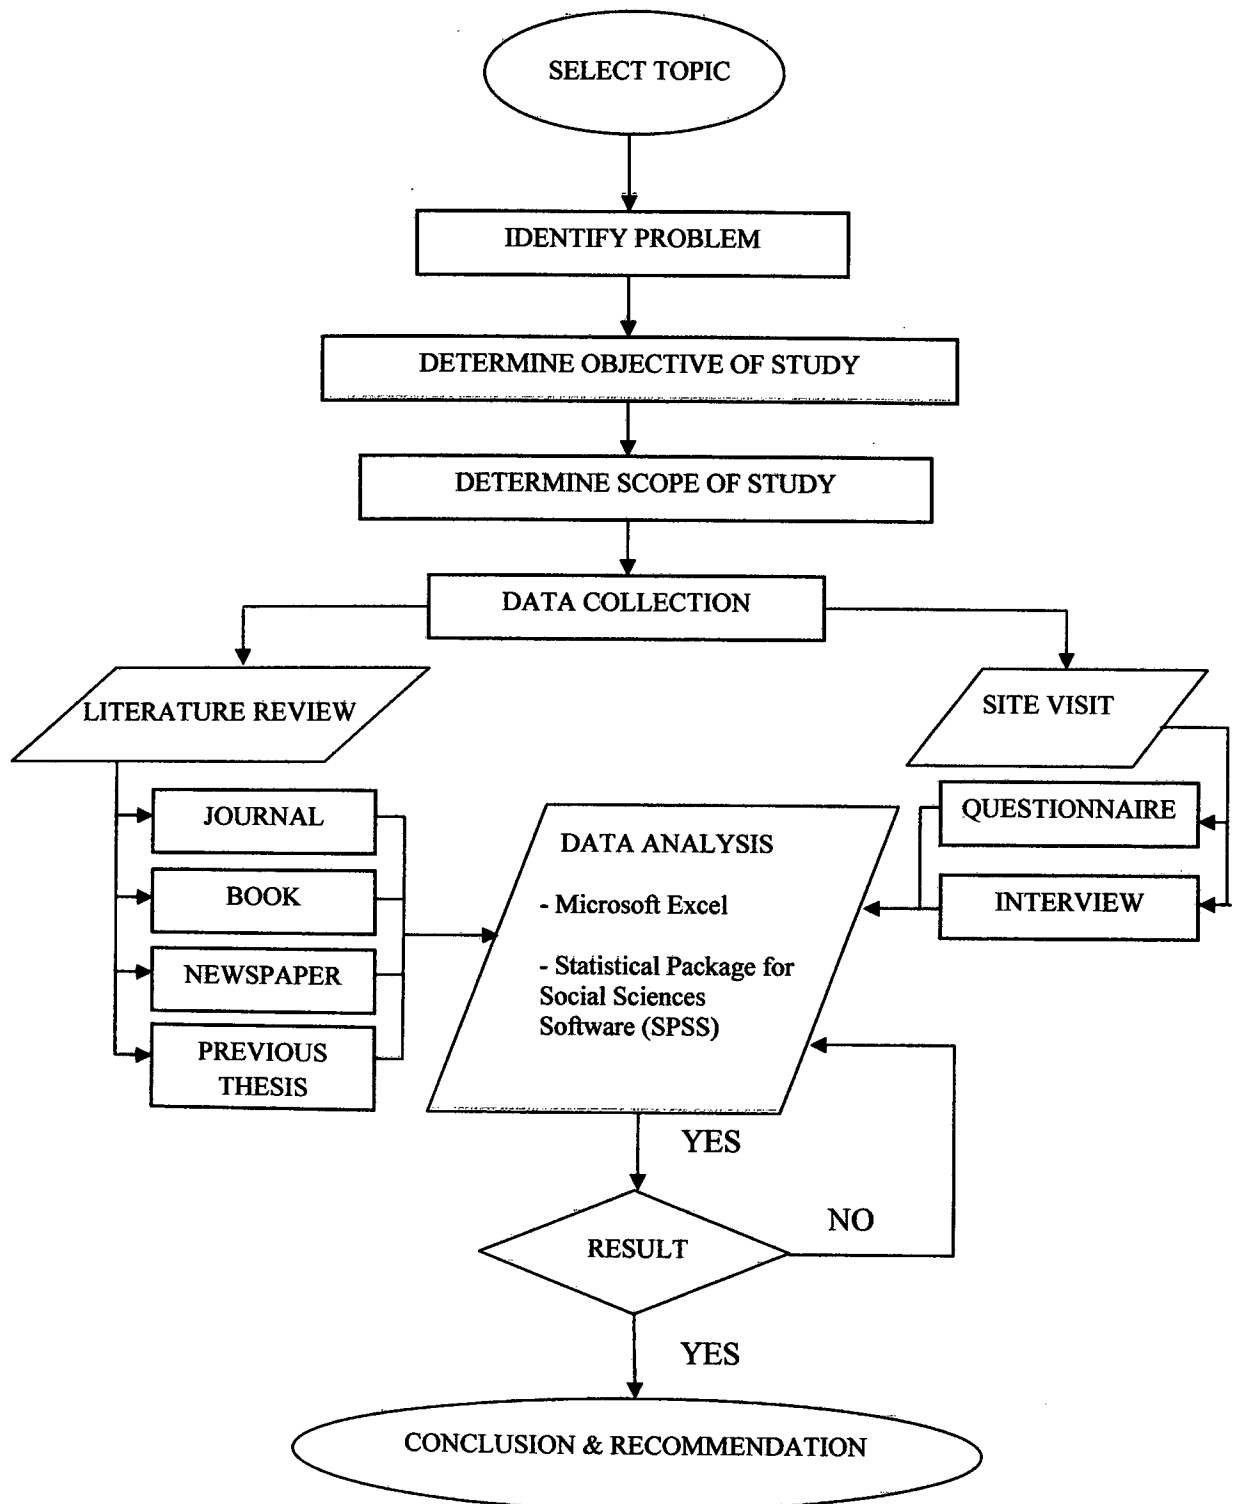 SELECT TOPIC
IDENTIFY PROBLEM
DETERMINE OBJECTIVE OF STUDY
DETERMINE SCOPE OF STUDY
DATA COLLECTION
LITERATURE REVIEW
SITE VISIT
JOURNAL
BOOK
NEWSPAPER
PREVIOUS
THESIS
DATA ANALYSIS
- Microsoft Excel
- Statistical Package for
Social Sciences
Software (SPSS)
QUESTIONNAIRE
INTERVIEW
YES
RESULT
NO
YES
CONCLUSION & RECOMMENDATION